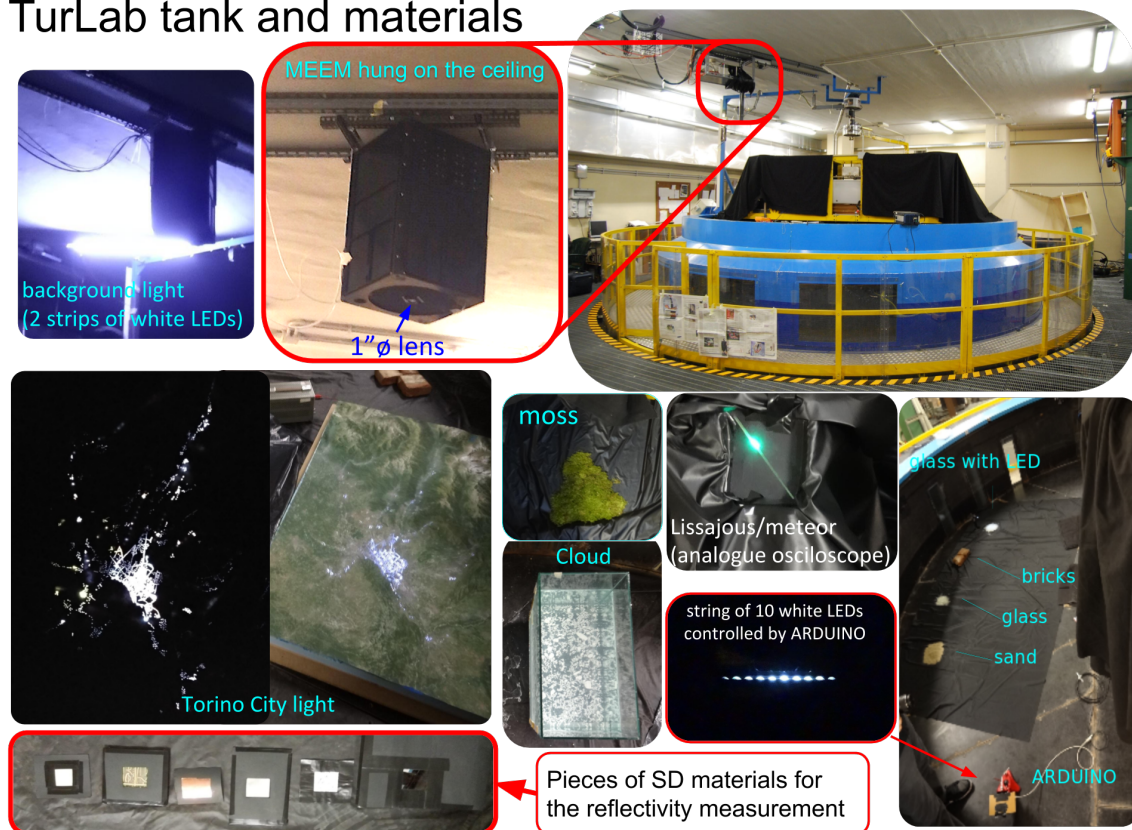 TurLab tank and materials
MEEM hung on the ceiling
background light
(2 strips of white LEDs)
1”ø lens
moss
glass with LED
Lissajous/meteor
(analogue osciloscope)
Cloud
bricks
string of 10 white LEDs
controlled by ARDUINO
glass
sand
Torino City light
ARDUINO
Pieces of SD materials for
the reflectivity measurement